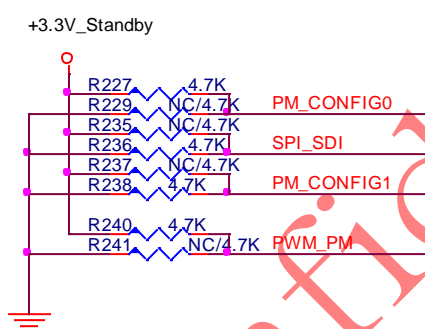 +3.3V_Standby
R227 4.7K
R229 NC/4.7K PM_CONFIG0
R235 NC/4.7K
R236 4.7K SPI_SDI
R237 NC/4.7K
R238 4.7K PM_CONFIG1
R240 4.7K
R241 NC/4.7K PWM_PM